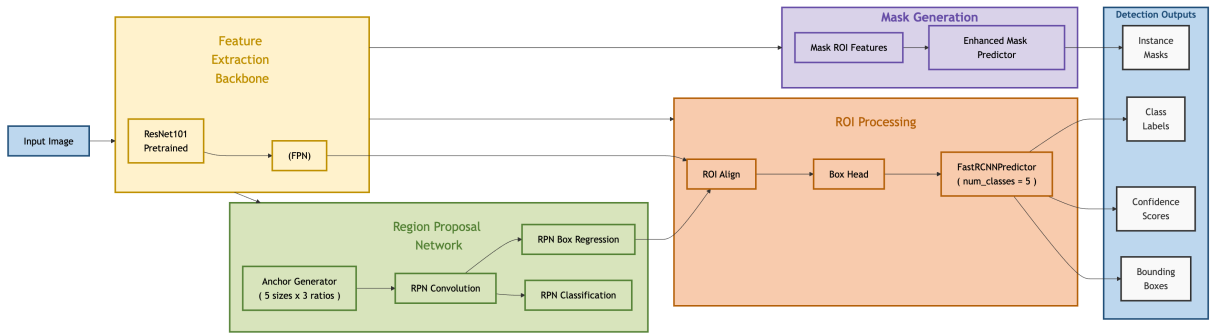 Input Image
Feature
Extraction
Backbone
ResNet101
Pretrained
(FPN)
Region Proposal
Network
Anchor Generator
( 5 sizes x 3 ratios )
RPN Convolution
RPN Box Regression
RPN Classification
Mask Generation
Mask ROI Features
Enhanced Mask
Predictor
ROI Processing
ROI Align
Box Head
FastRCNNPredictor
( num_classes = 5 )
Detection Outputs
Instance
Masks
Class
Labels
Confidence
Scores
Bounding
Boxes